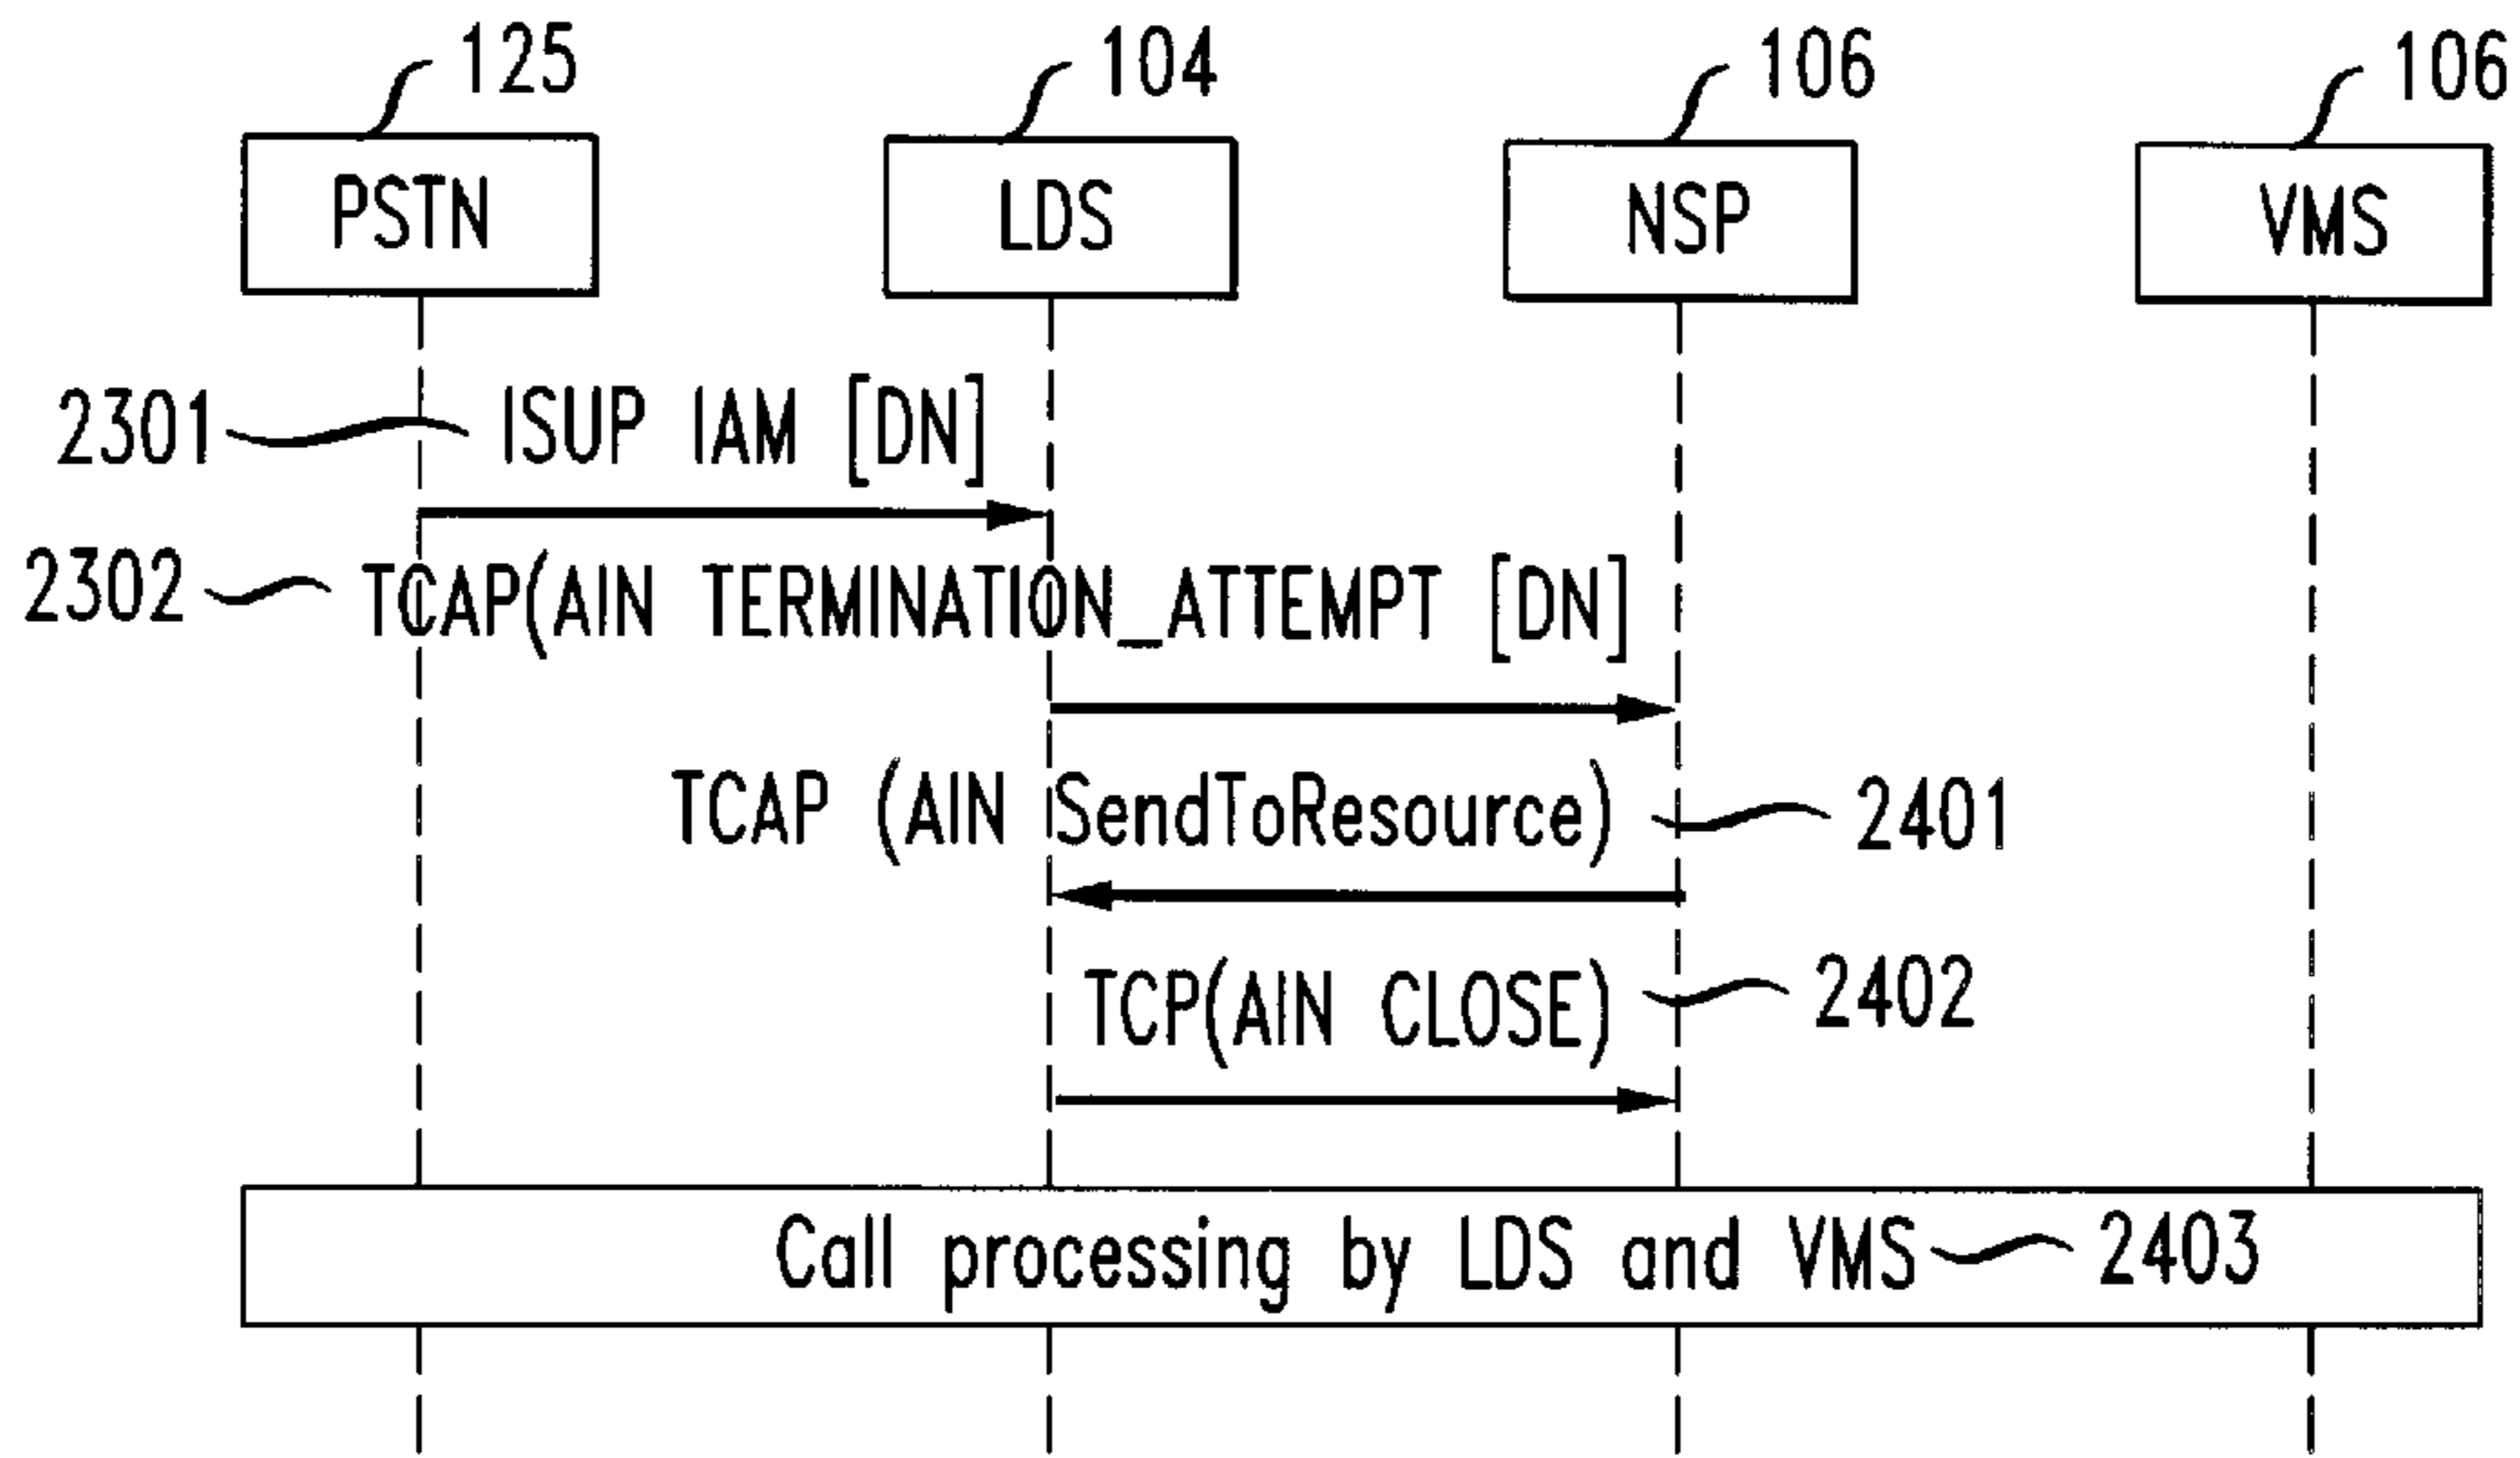 125 104 106 106
PSTN LDS NSP VMS
2301 ISUP IAM [DN]
2302 TCAP(AIN TERMINATION_ATTEMPT [DN]
TCAP (AIN SendToResource) 2401
TCP(AIN CLOSE) 2402
Call processing by LDS and VMS 2403